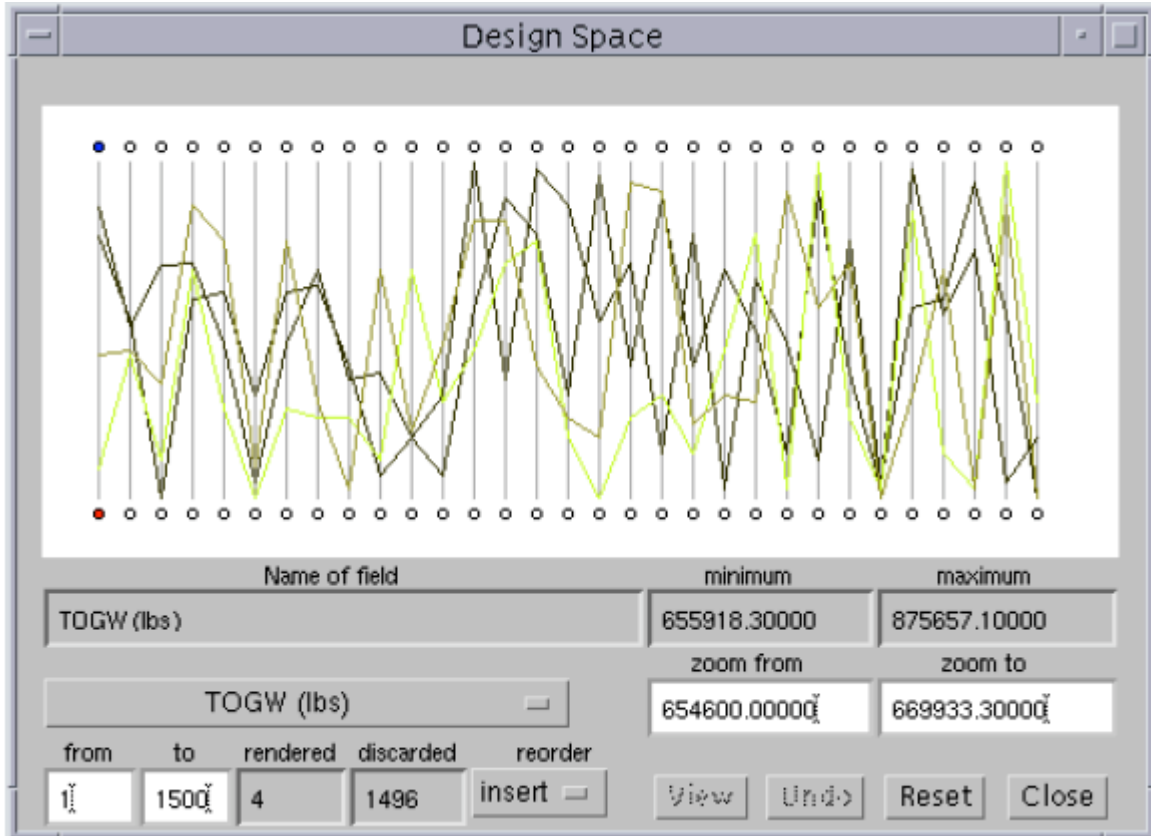 Design Space
Name of field minimum maximum
TOGW (lbs) 655918.30000 875657.10000
zoom from zoom to
TOGW (lbs) 654600.00000 669933.30000
from to rendered discarded reorder
1 1500 4 1496 insert View Undo Reset Close